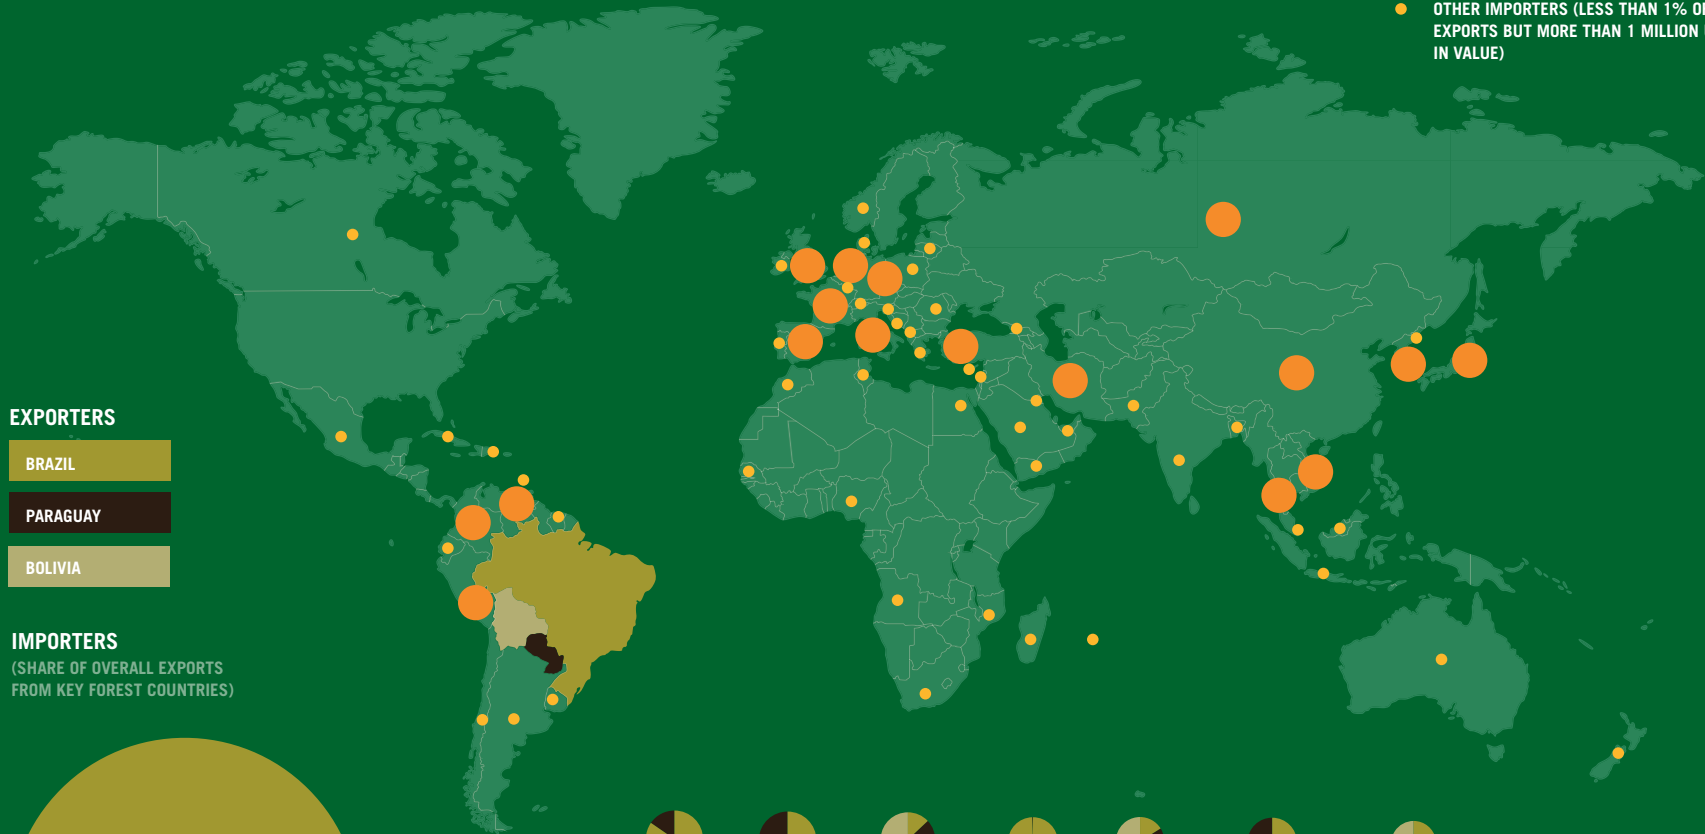 OTHER IMPORTERS (LESS THAN 1% OF
EXPORTS BUT MORE THAN 1 MILLION
IN VALUE)
EXPORTERS
BRAZIL
PARAGUAY
BOLIVIA
IMPORTERS
(SHARE OF OVERALL EXPORTS
FROM KEY FOREST COUNTRIES)